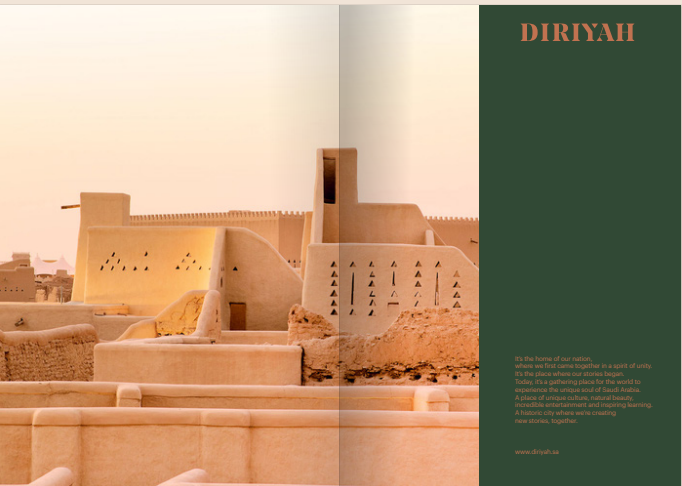 DIRIYAH
It's the home of our nation,
where we first came together in a spirit of unity.
It's the place where our stories began.
Today, it's a gathering place for the world to
experience the unique soul of Saudi Arabia.
A place of unique culture, natural beauty,
incredible entertainment and inspiring learning.
A historic city where we're creating
new stories, together.
www.diriyah.sa